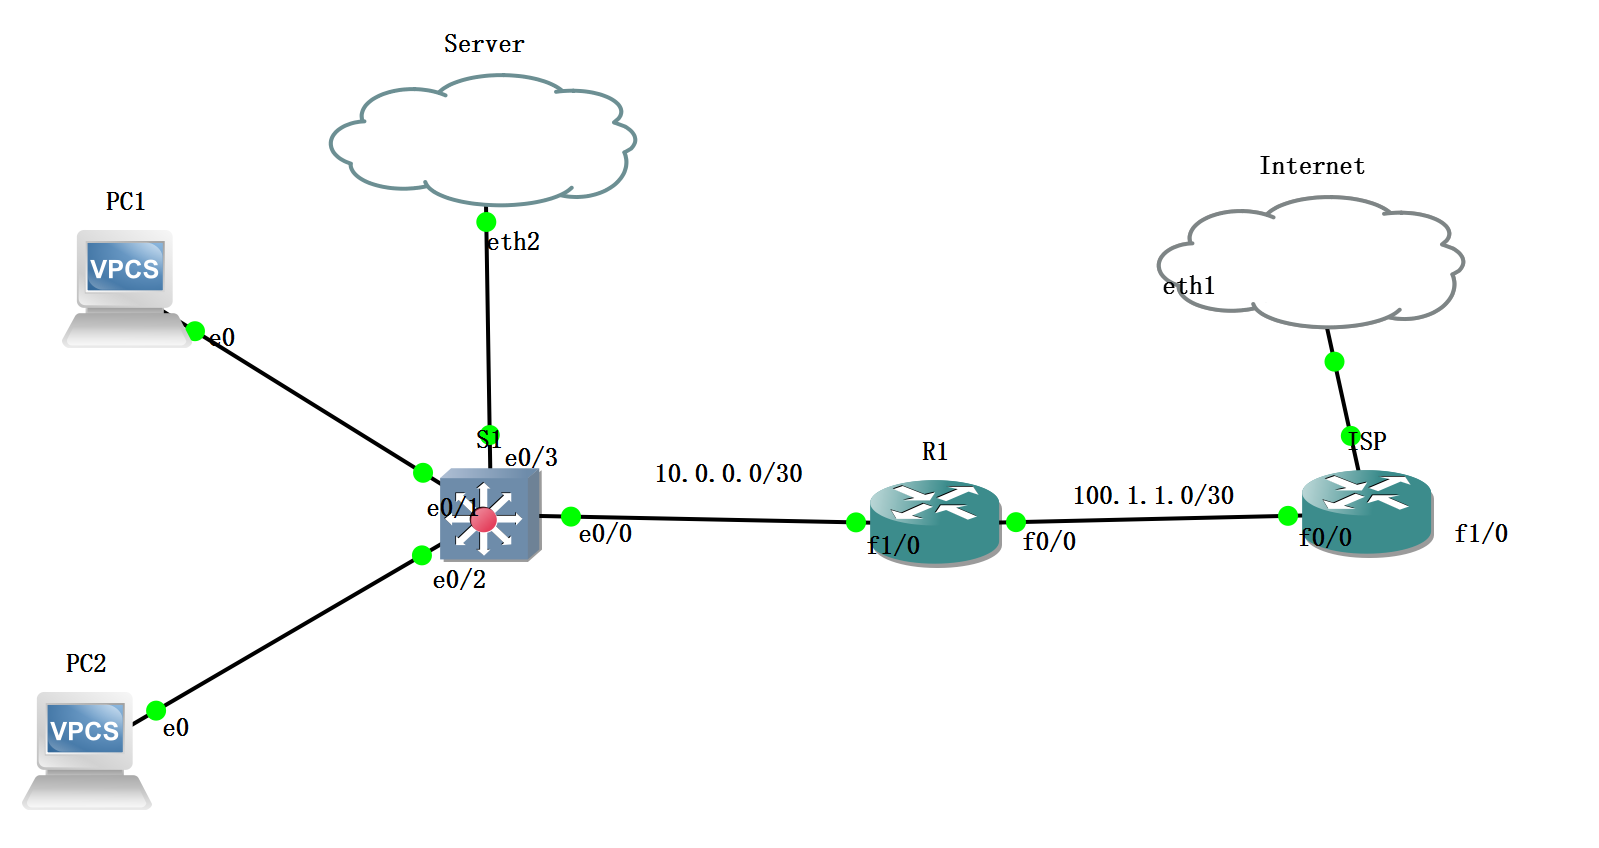 Server
Internet
PC1
VPCS
e0
eth2
eth1
S1
e0/3
e0/1
e0/0
e0/2
10.0.0.0/30
R1
f1/0
f0/0
100.1.1.0/30
ISP
f0/0
f1/0
PC2
VPCS
e0